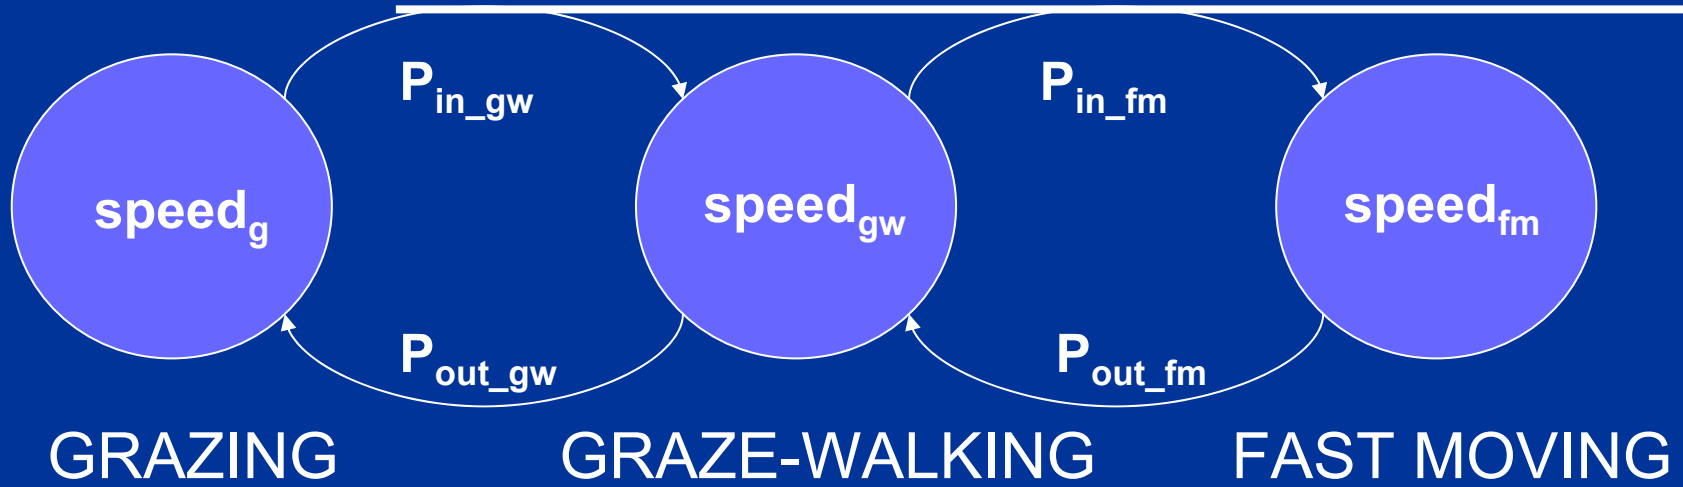 P_in_gw P_in_fm
speed_g speed_gw speed_fm
P_out_gw P_out_fm
GRAZING GRAZE-WALKING FAST MOVING